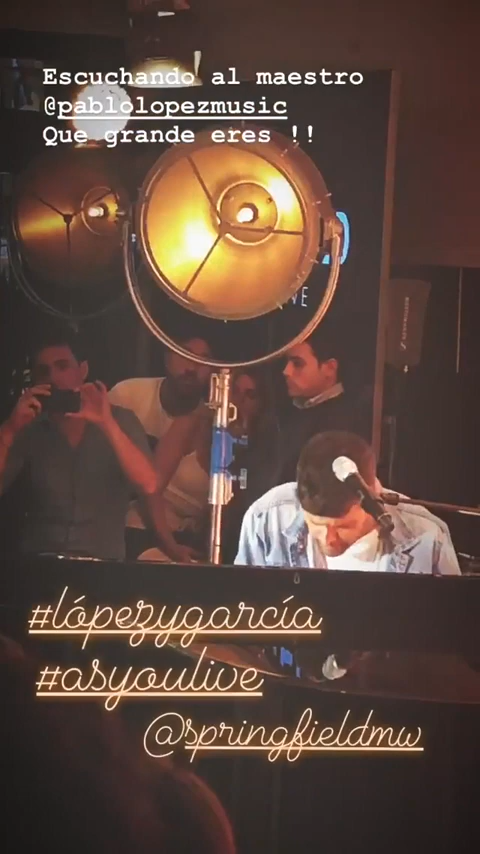 Escuchando al maestro
@pablolopezmusic
Que grande eres !!
#lópezygarcía
#asyoulive
@springfieldmw